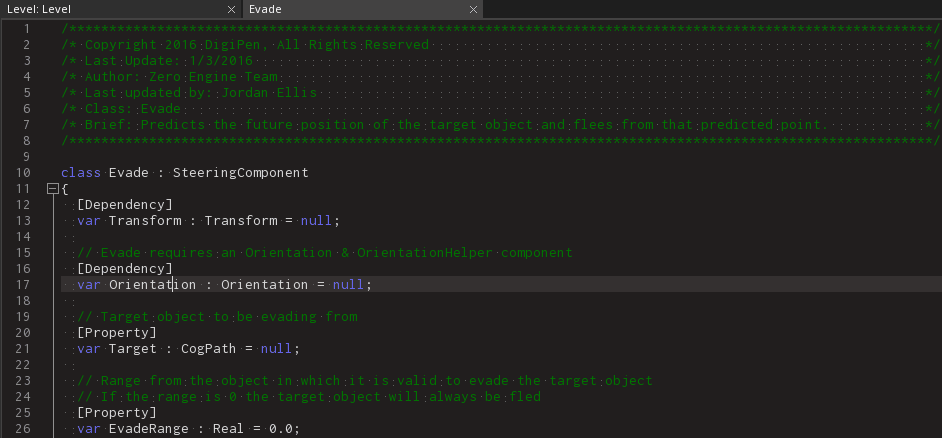 Level: Level
Evade
1 /************************************************************************************************************/
2 /* Copyright 2016 DigiPen, All Rights Reserved */
3 /* Last Update: 1/3/2016 */
4 /* Author: Zero Engine Team */
5 /* Last updated by: Jordan Ellis */
6 /* Class: Evade */
7 /* Brief: Predicts the future position of the target object and flees from that predicted point. */
8 /************************************************************************************************************/
9
10 class Evade : SteeringComponent
11 {
12 [Dependency]
13 var Transform : Transform = null;
14
15 // Evade requires an Orientation & OrientationHelper component
16 [Dependency]
17 var Orientation : Orientation = null;
18
19 // Target object to be evading from
20 [Property]
21 var Target : CogPath = null;
22
23 // Range from the object in which it is valid to evade the target object
24 // If the range is 0 the target object will always be fled
25 [Property]
26 var EvadeRange : Real = 0.0;